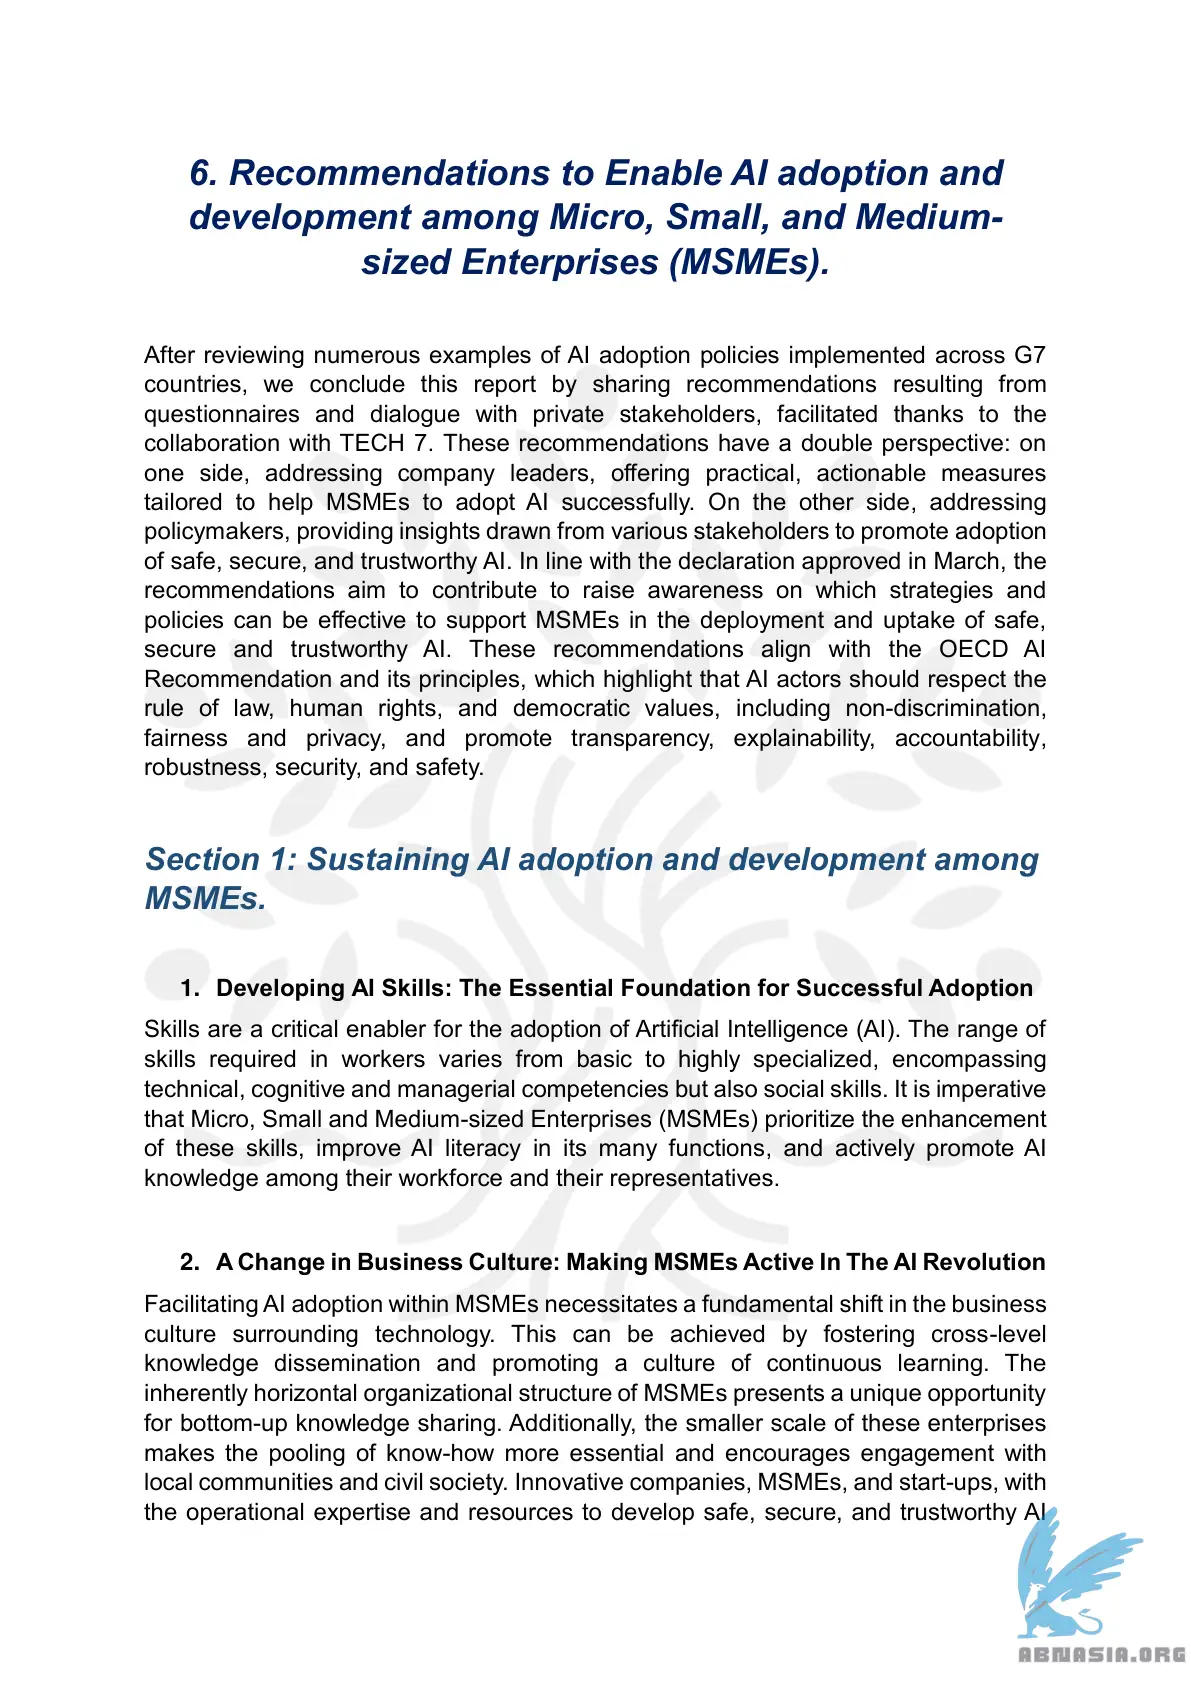 6. Recommendations to Enable AI adoption and
development among Micro, Small, and Medium-
sized Enterprises (MSMEs).
After reviewing numerous examples of AI adoption policies implemented across G7
countries, we conclude this report by sharing recommendations resulting from
questionnaires and dialogue with private stakeholders, facilitated thanks to the
collaboration with TECH 7. These recommendations have a double perspective: on
one side, addressing company leaders, offering practical, actionable measures
tailored to help MSMEs to adopt AI successfully. On the other side, addressing
policymakers, providing insights drawn from various stakeholders to promote adoption
of safe, secure, and trustworthy AI. In line with the declaration approved in March, the
recommendations aim to contribute to raise awareness on which strategies and
policies can be effective to support MSMEs in the deployment and uptake of safe,
secure and trustworthy AI. These recommendations align with the OECD AI
Recommendation and its principles, which highlight that AI actors should respect the
rule of law, human rights, and democratic values, including non-discrimination,
fairness and privacy, and promote transparency, explainability, accountability,
robustness, security, and safety.
Section 1: Sustaining AI adoption and development among
MSMEs.
1. Developing AI Skills: The Essential Foundation for Successful Adoption
Skills are a critical enabler for the adoption of Artificial Intelligence (AI). The range of
skills required in workers varies from basic to highly specialized, encompassing
technical, cognitive and managerial competencies but also social skills. It is imperative
that Micro, Small and Medium-sized Enterprises (MSMEs) prioritize the enhancement
of these skills, improve AI literacy in its many functions, and actively promote AI
knowledge among their workforce and their representatives.
2. A Change in Business Culture: Making MSMEs Active In The AI Revolution
Facilitating AI adoption within MSMEs necessitates a fundamental shift in the business
culture surrounding technology. This can be achieved by fostering cross-level
knowledge dissemination and promoting a culture of continuous learning. The
inherently horizontal organizational structure of MSMEs presents a unique opportunity
for bottom-up knowledge sharing. Additionally, the smaller scale of these enterprises
makes the pooling of know-how more essential and encourages engagement with
local communities and civil society. Innovative companies, MSMEs, and start-ups, with
the operational expertise and resources to develop safe, secure, and trustworthy AI
ABNASIA.ORG